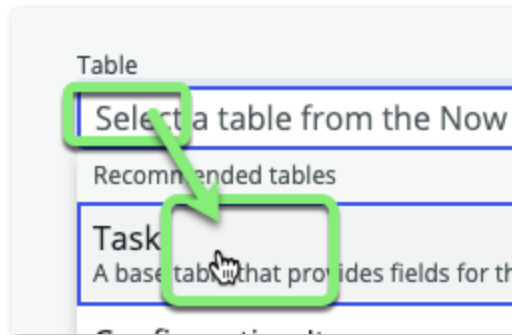 Table
Select a table from the Now
Recommended tables
Task
A base table that provides fields for th